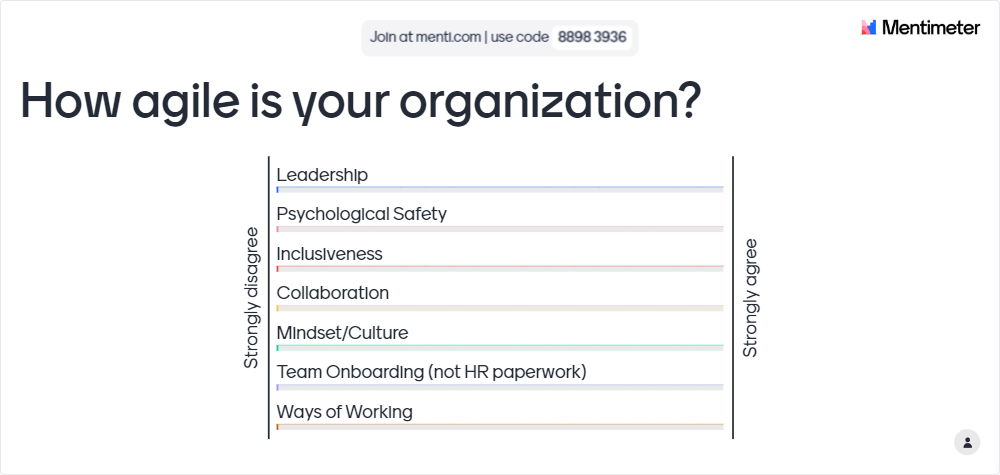 Join at menti.com | use code 8898 3936
Mentimeter
How agile is your organization?
Strongly disagree
Leadership
Psychological Safety
Inclusiveness
Collaboration
Mindset/Culture
Team Onboarding (not HR paperwork)
Ways of Working
Strongly agree